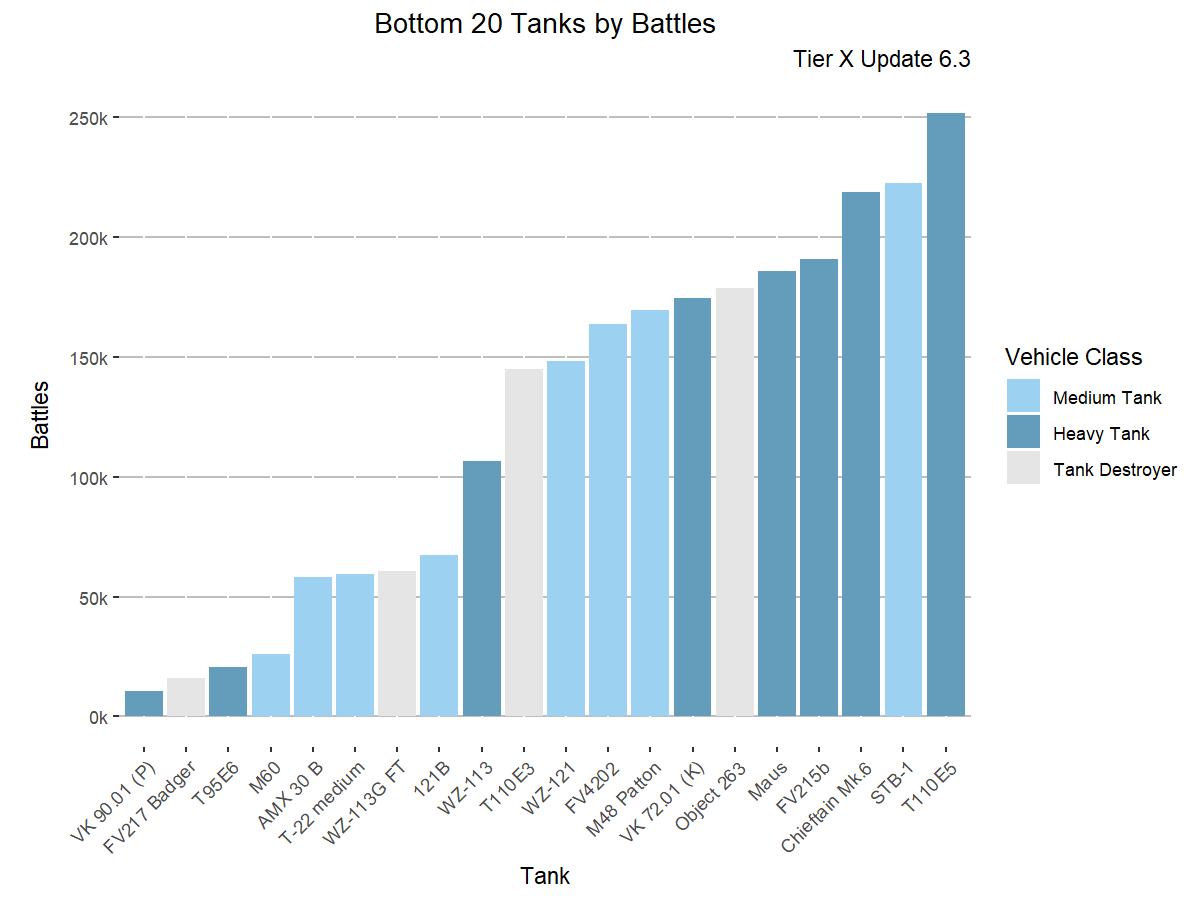 Bottom 20 Tanks by Battles
Tier X Update 6.3
Battles
250k
200k
150k
100k
50k
0k
VK 90.01 (P)
FV217 Badger
T95E6
M60
AMX 30 B
T-22 medium
WZ-113G FT
121B
WZ-113
T110E3
WZ-121
FV4202
M48 Patton
VK 72.01 (K)
Object 263
Maus
FV215b
Chieftain Mk.6
STB-1
T110E5
Tank
Vehicle Class
Medium Tank
Heavy Tank
Tank Destroyer